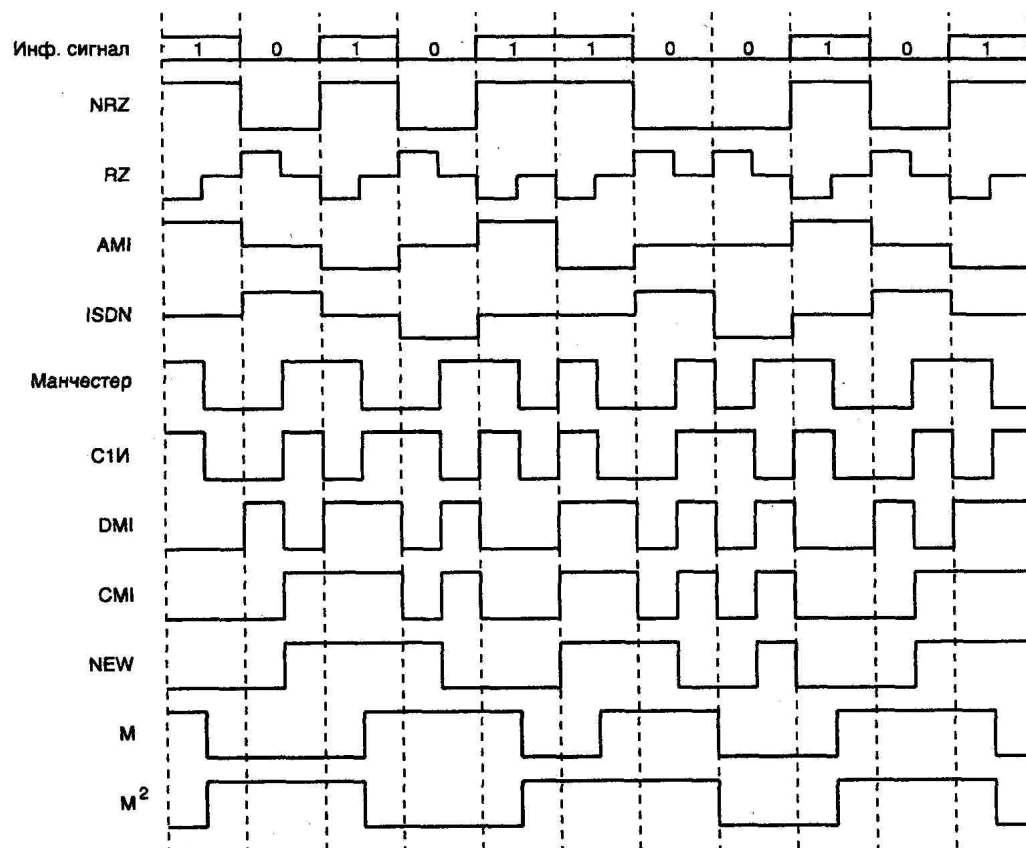 Инф. сигнал 1 0 1 0 1 1 0 0 1 0 1
NRZ
RZ
AMI
ISDN
Манчестер
С1И
DMI
CMI
NEW
M
M²